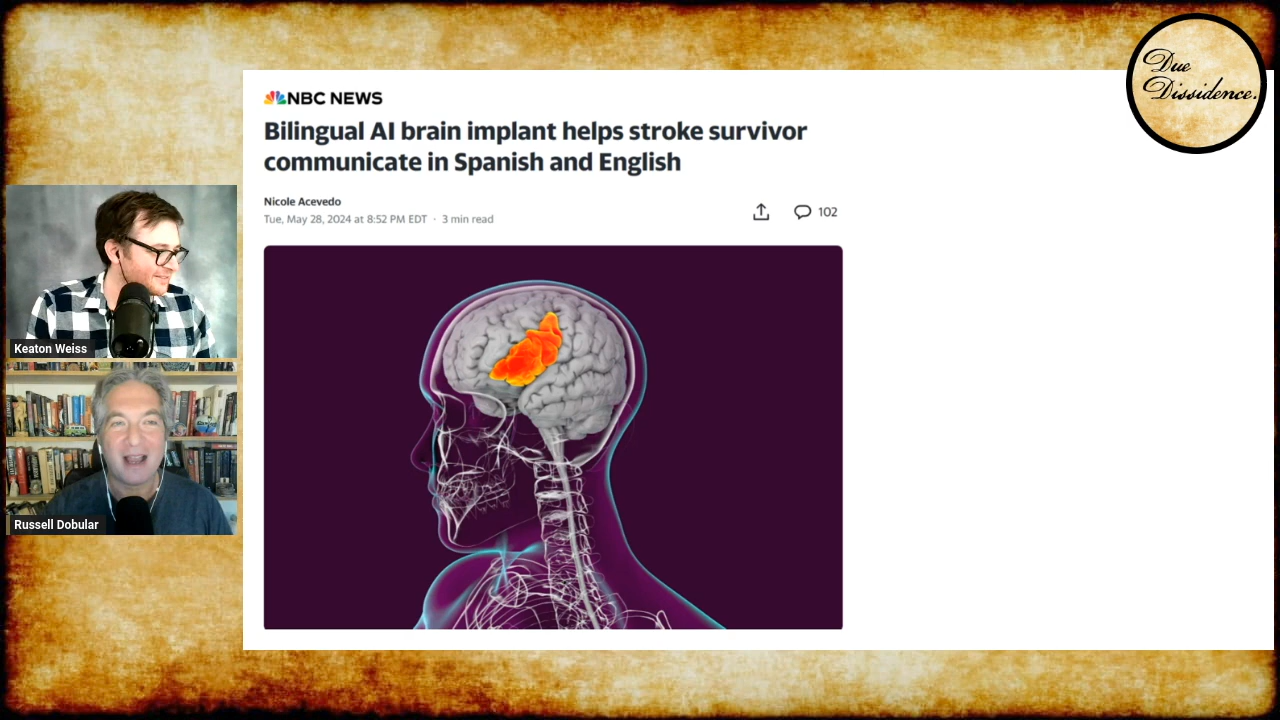 Due
Dissidence.
NBC NEWS
Bilingual AI brain implant helps stroke survivor
communicate in Spanish and English
Nicole Acevedo
Tue, May 28, 2024 at 8:52 PM EDT · 3 min read
102
Keaton Weiss
Russell Dobular